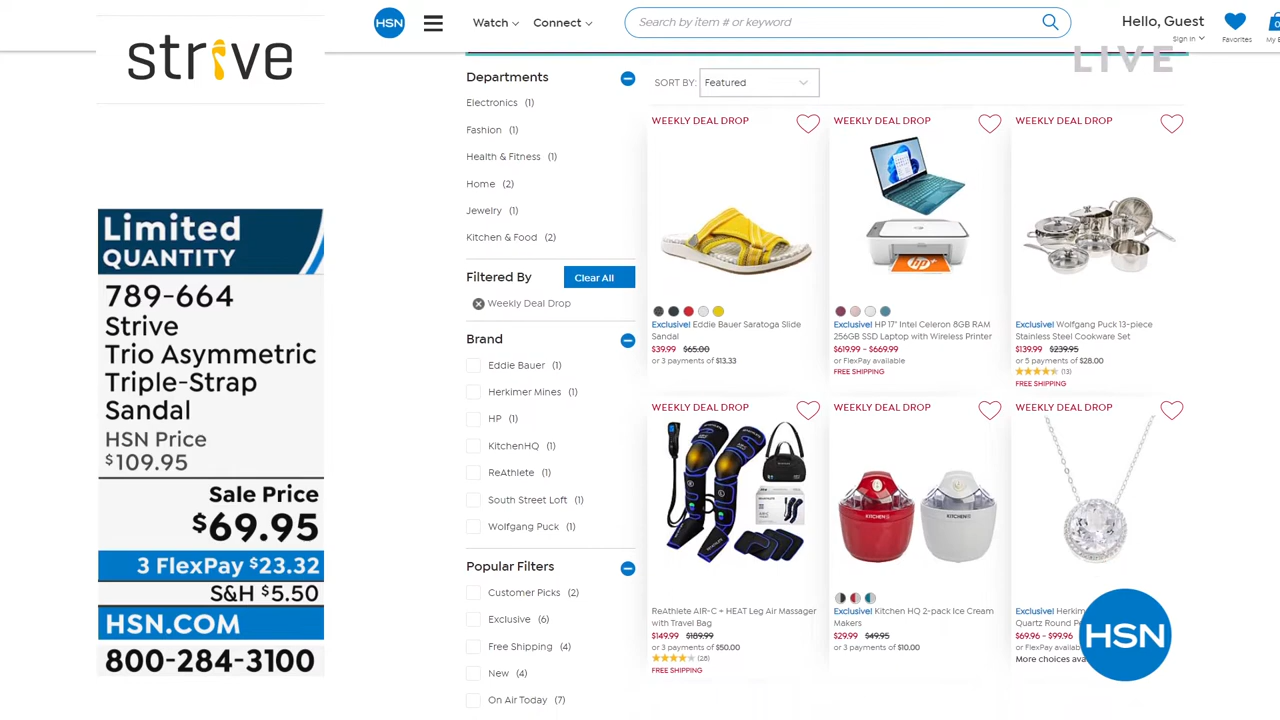 strive
Limited
QUANTITY
789-664
Strive
Trio Asymmetric
Triple-Strap
Sandal
HSN Price
$109.95
Sale Price
$69.95
3 FlexPay $23.32
S&H $5.50
HSN.COM
800-284-3100
HSN
Watch
Connect
Search by item # or keyword
Hello, Guest
Sign In
Favorites
0
LIVE
Departments
Electronics (1)
Fashion (1)
Health & Fitness (1)
Home (2)
Jewelry (1)
Kitchen & Food (2)
Filtered By
Clear All
Weekly Deal Drop
Brand
Eddie Bauer (1)
Herkimer Mines (1)
HP (1)
KitchenHQ (1)
ReAthlete (1)
South Street Loft (1)
Wolfgang Puck (1)
Popular Filters
Customer Picks (2)
Exclusive (6)
Free Shipping (4)
New (4)
On Air Today (7)
SORT BY: Featured
WEEKLY DEAL DROP
Exclusive! Eddie Bauer Saratoga Slide
Sandal
$39.99 $65.00
or 3 payments of $13.33
WEEKLY DEAL DROP
hp
Exclusive! HP 17" Intel Celeron 8GB RAM
256GB SSD Laptop with Wireless Printer
$619.99 - $669.99
or FlexPay available
FREE SHIPPING
WEEKLY DEAL DROP
Exclusive! Wolfgang Puck 13-piece
Stainless Steel Cookware Set
$139.99 $239.95
or 5 payments of $28.00
(13)
FREE SHIPPING
WEEKLY DEAL DROP
ReAthlete AIR-C + HEAT Leg Air Massager
with Travel Bag
$149.99 $189.99
or 3 payments of $50.00
(28)
FREE SHIPPING
WEEKLY DEAL DROP
KITCHEN
KITCHEN
Exclusive! Kitchen HQ 2-pack Ice Cream
Makers
$29.99 $49.95
or 3 payments of $10.00
WEEKLY DEAL DROP
Exclusive! Herkim
Quartz Round P
$69.96 - $99.96
or FlexPay availab
More choices ava
HSN